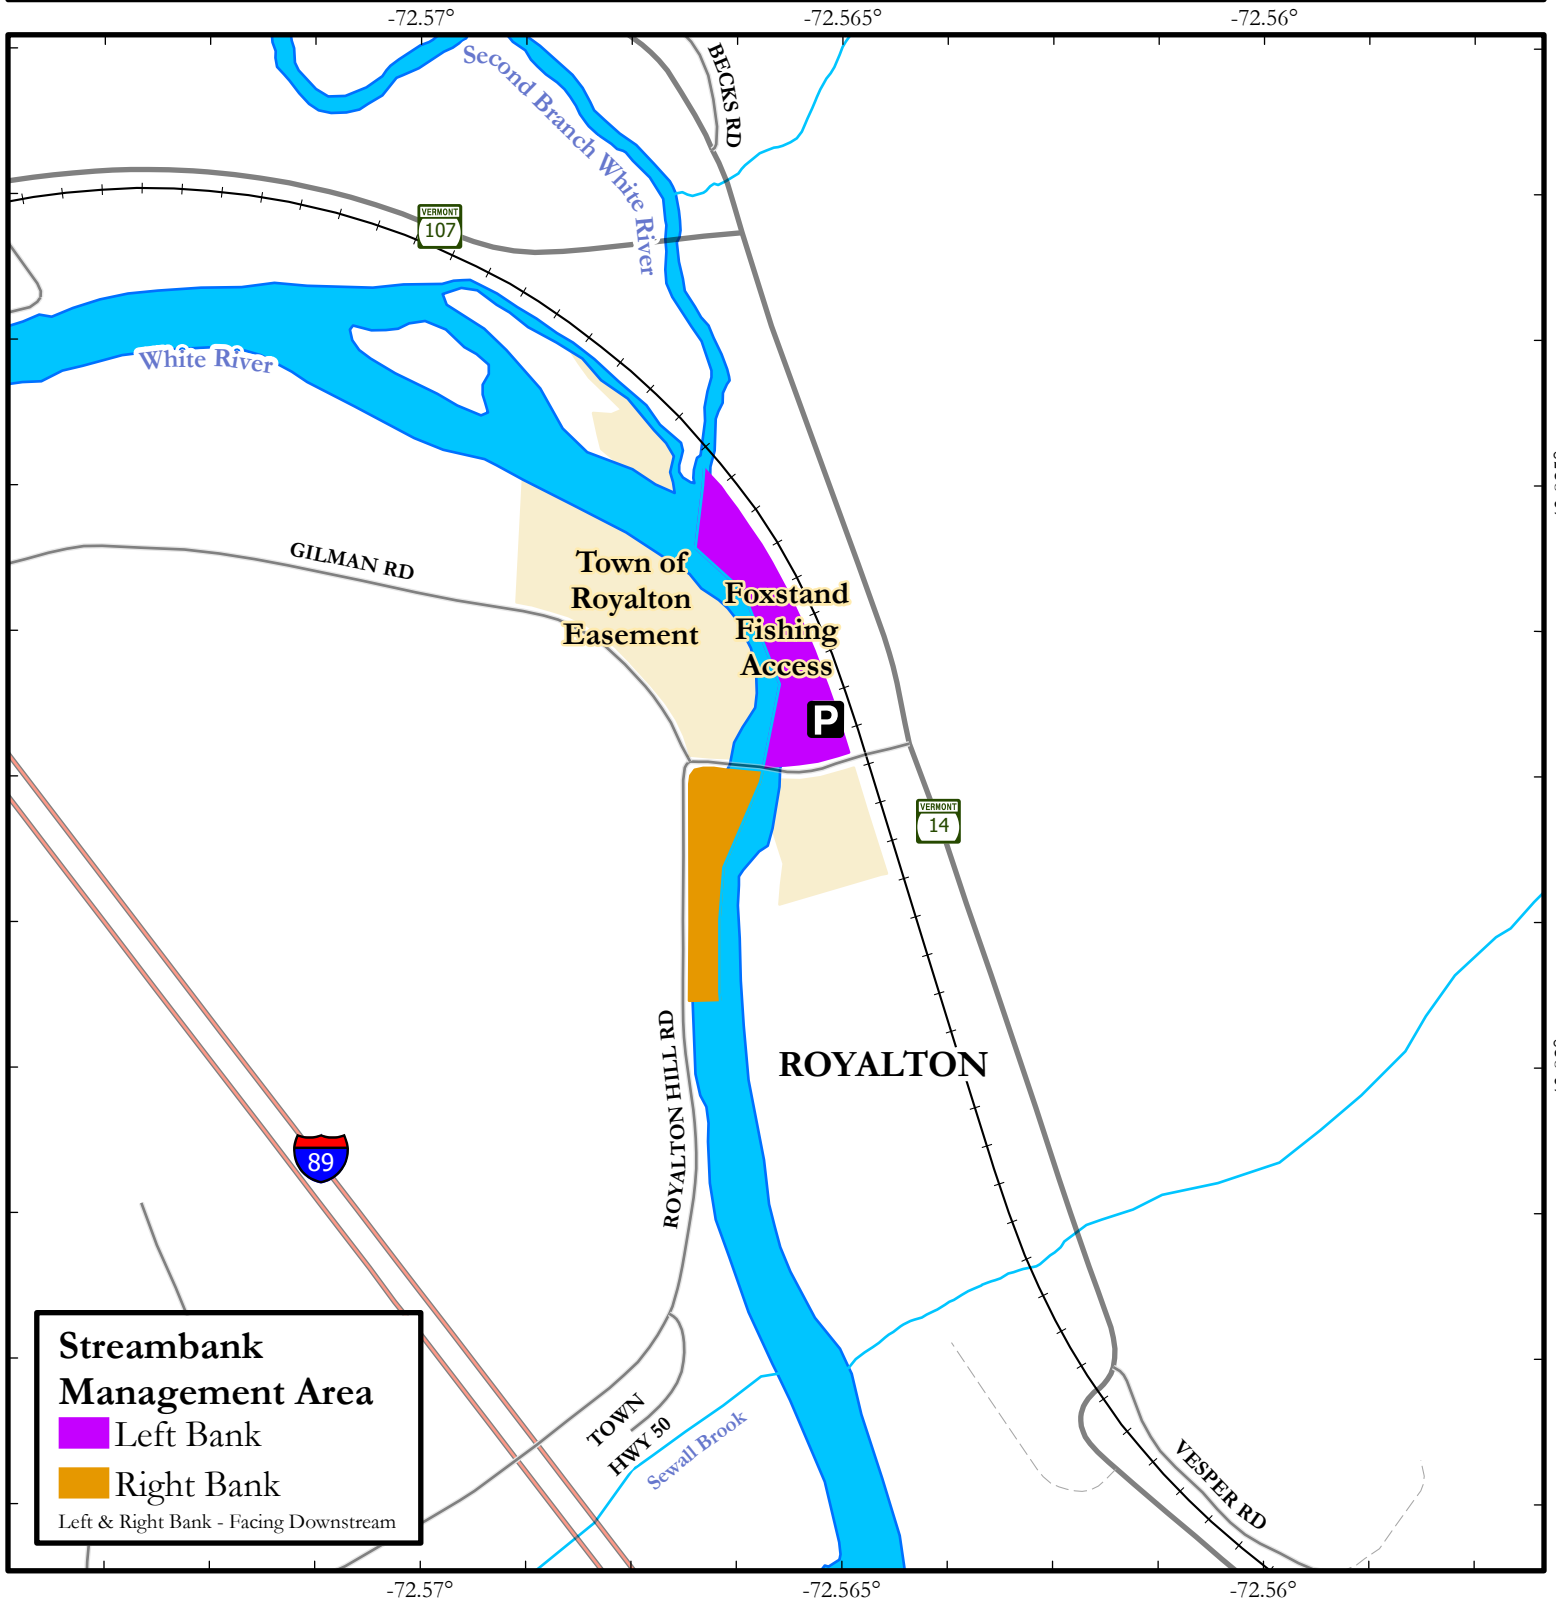 -72.57°
-72.565°
-72.56°
BECKS RD
Second Branch White River
VERMONT
107
White River
GILMAN RD
Town of
Royalton
Easement
Foxstand
Fishing
Access
P
VERMONT
14
ROYALTON HILL RD
ROYALTON
89
TOWN
HWY 50
Sewall Brook
VESPER RD
Streambank
Management Area
Left Bank
Right Bank
Left & Right Bank - Facing Downstream
-72.57°
-72.565°
-72.56°